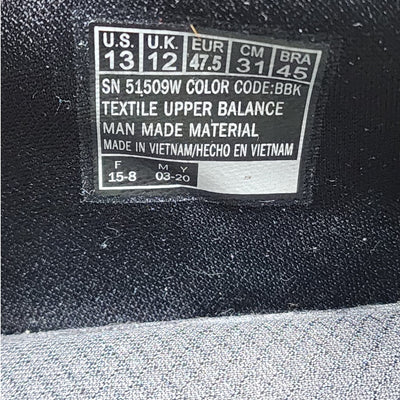 U.S. U.K. EUR CM BRA
13 12 47.5 31 45
SN 51509W COLOR CODE:BBK
TEXTILE UPPER BALANCE
MAN MADE MATERIAL
MADE IN VIETNAM/HECHO EN VIETNAM
F M Y
15-8 03-20